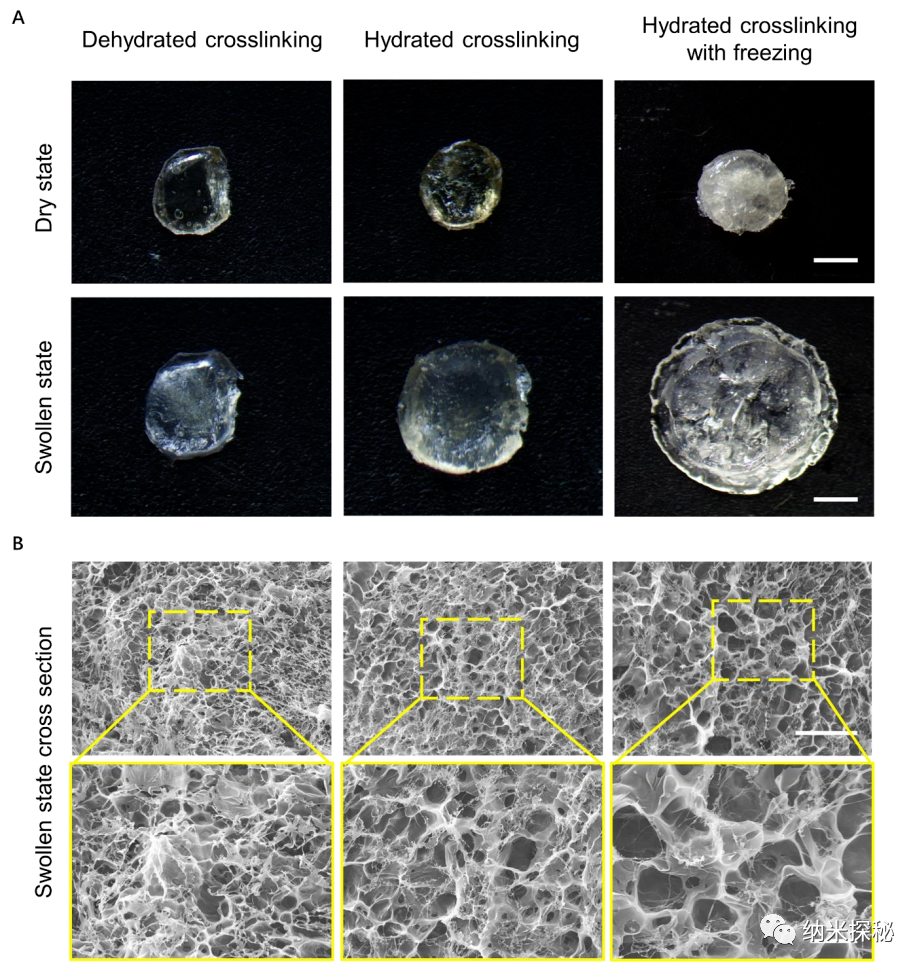 A
Dehydrated crosslinking
Hydrated crosslinking
Hydrated crosslinking
with freezing
Dry state
Swollen state
B
Swollen state cross section
纳米探秘